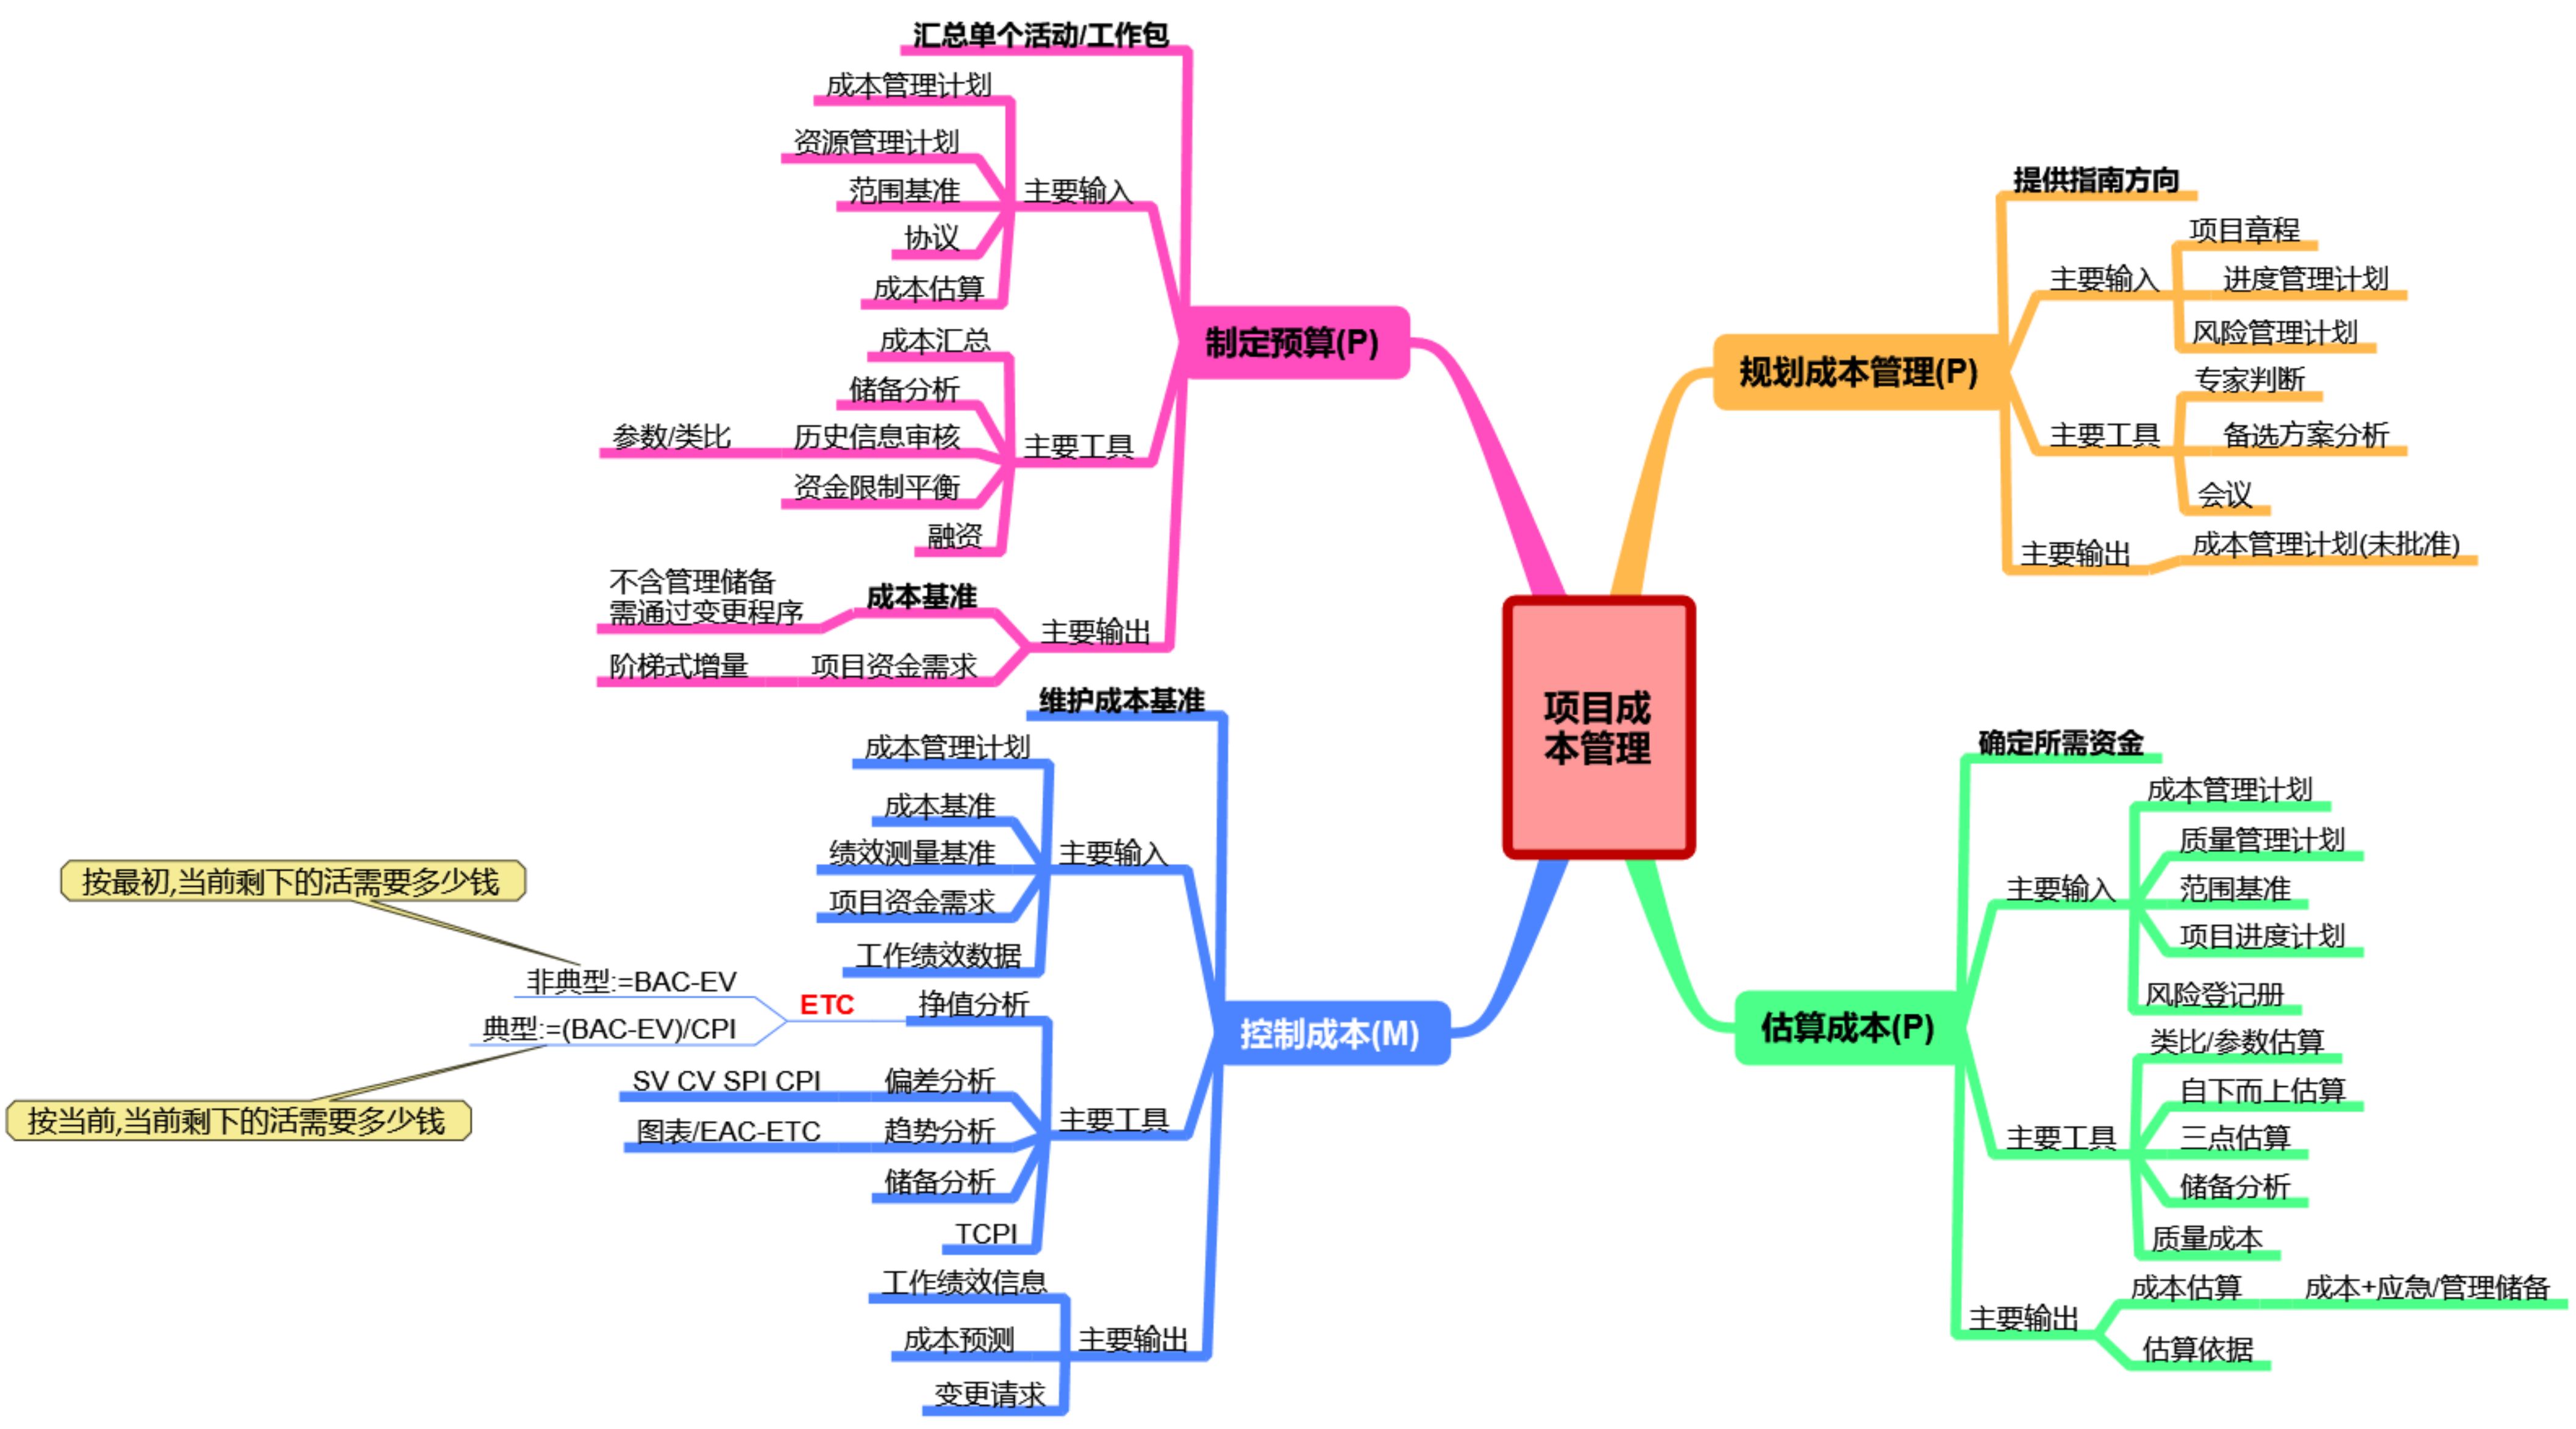 项目成
本管理
规划成本管理(P)
提供指南方向
主要输入
项目章程
进度管理计划
风险管理计划
主要工具
专家判断
备选方案分析
会议
主要输出
成本管理计划(未批准)
估算成本(P)
确定所需资金
主要输入
成本管理计划
质量管理计划
范围基准
项目进度计划
风险登记册
主要工具
类比/参数估算
自下而上估算
三点估算
储备分析
质量成本
主要输出
成本估算
成本+应急/管理储备
估算依据
制定预算(P)
汇总单个活动/工作包
主要输入
成本管理计划
资源管理计划
范围基准
协议
成本估算
主要工具
成本汇总
储备分析
历史信息审核
参数/类比
资金限制平衡
融资
主要输出
成本基准
不含管理储备
需通过变更程序
项目资金需求
阶梯式增量
控制成本(M)
维护成本基准
主要输入
成本管理计划
成本基准
绩效测量基准
项目资金需求
工作绩效数据
主要工具
挣值分析
ETC
非典型:=BAC-EV
按最初,当前剩下的活需要多少钱
典型:=(BAC-EV)/CPI
按当前,当前剩下的活需要多少钱
偏差分析
SV CV SPI CPI
趋势分析
图表/EAC-ETC
储备分析
TCPI
主要输出
工作绩效信息
成本预测
变更请求